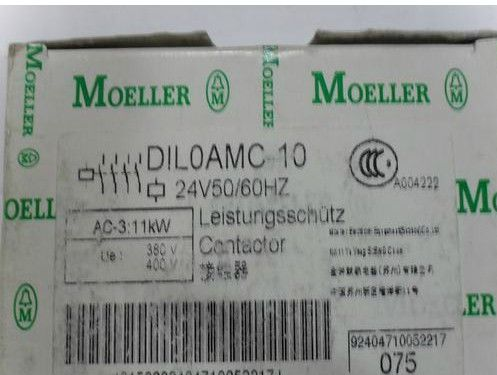 MOELLER
MOELLER
DIL0AMC-10
24V50/60HZ
CCC
A004222
OELL
M
AC-3:11kW
Ue: 380 V
400 V
Leistungsschütz
Contactor
接触器
92404710052217
075